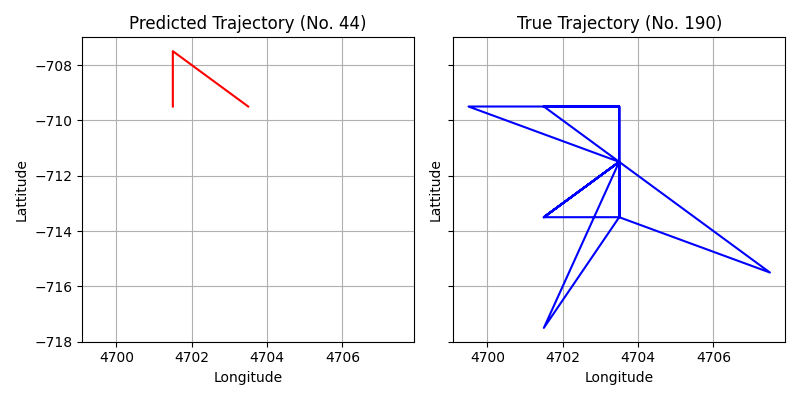 Predicted Trajectory (No. 44)
True Trajectory (No. 190)
Lattitude
−708
−710
−712
−714
−716
−718
4700
4702
4704
4706
Longitude
Lattitude
4700
4702
4704
4706
Longitude